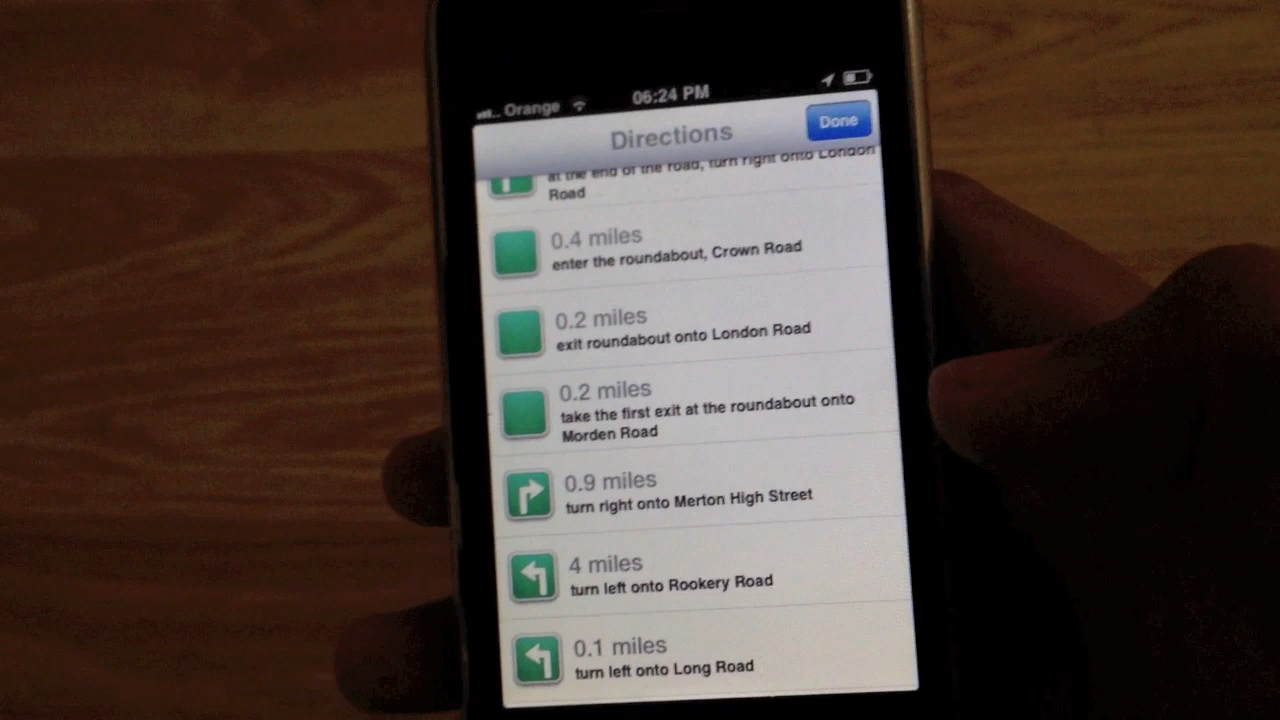 Orange 06:24 PM
Directions Done
at the end of the road, turn right onto London
Road
0.4 miles
enter the roundabout, Crown Road
0.2 miles
exit roundabout onto London Road
0.2 miles
take the first exit at the roundabout onto
Morden Road
0.9 miles
turn right onto Merton High Street
4 miles
turn left onto Rookery Road
0.1 miles
turn left onto Long Road